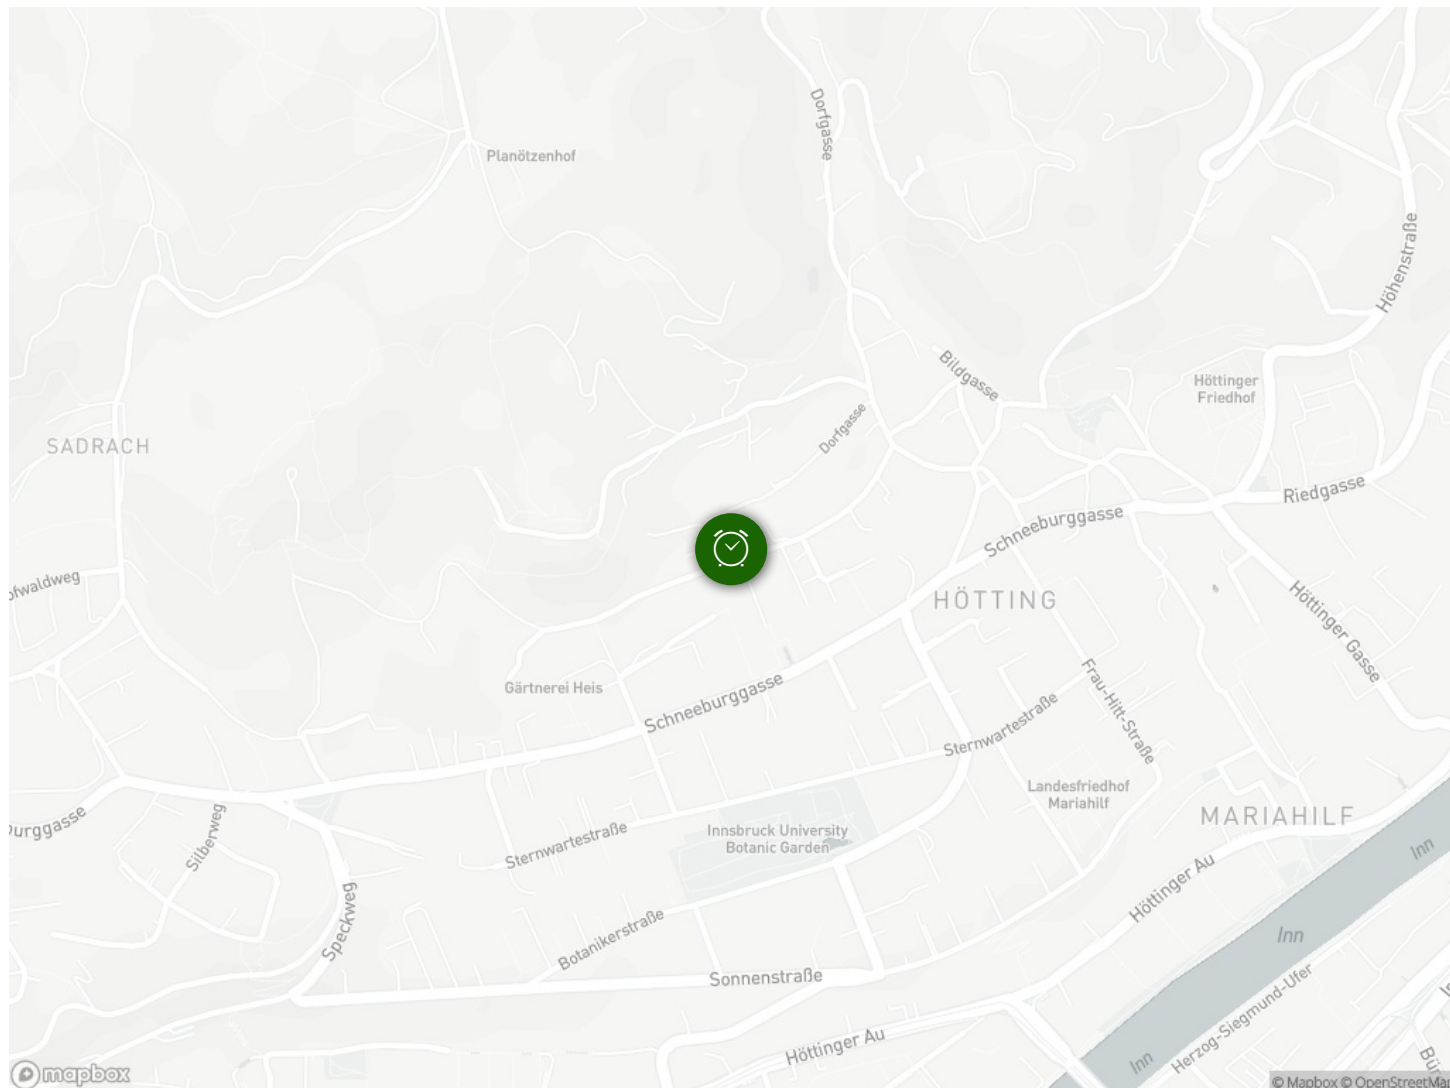 Dorfgasse
Planötzenhof
Höhenstraße
Bildgasse
Höttinger
Friedhof
Dorfgasse
SADRACH
Riedgasse
Schneeburggasse
ofwaldweg
HÖTTING
Höttinger Gasse
Gärtnerei Heis
Schneeburggasse
Frau-Hitt-Straße
Sternwartestraße
Landesfriedhof
Mariahilf
MARIAHILF
urggasse
Silberweg
Sternwartestraße
Innsbruck University
Botanic Garden
Inn
Höttinger Au
Speckweg
Botanikerstraße
Inn
Sonnenstraße
Herzog-Siegmund-Ufer
Höttinger Au
Inn
mapbox
© Mapbox © OpenStreetMa